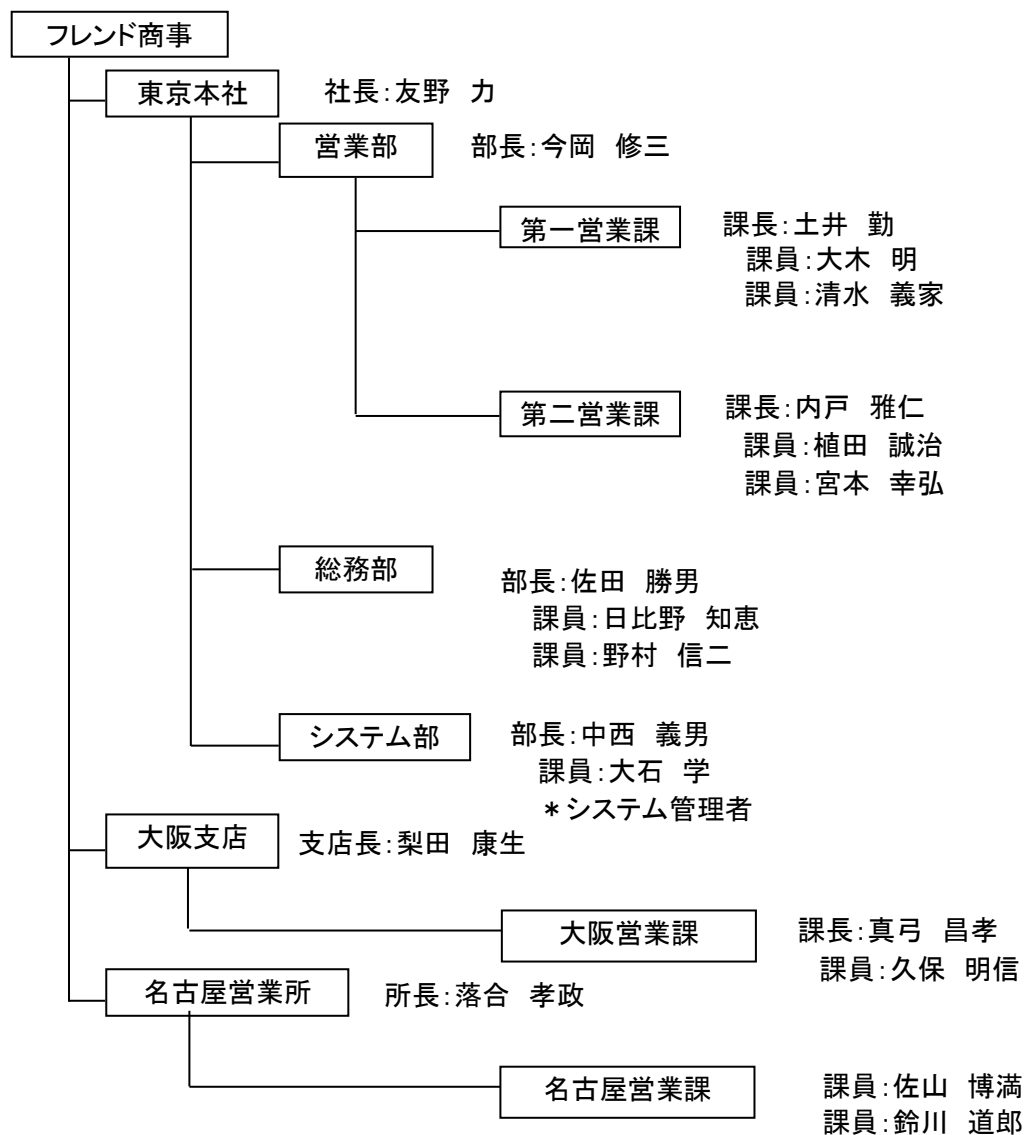 フレンド商事
東京本社
社長:友野　力
営業部
部長:今岡　修三
第一営業課
課長:土井　勤
課員:大木　明
課員:清水　義家
第二営業課
課長:内戸　雅仁
課員:植田　誠治
課員:宮本　幸弘
総務部
部長:佐田　勝男
課員:日比野　知恵
課員:野村　信二
システム部
部長:中西　義男
課員:大石　学
＊システム管理者
大阪支店
支店長:梨田　康生
大阪営業課
課長:真弓　昌孝
課員:久保　明信
名古屋営業所
所長:落合　孝政
名古屋営業課
課員:佐山　博満
課員:鈴川　道郎